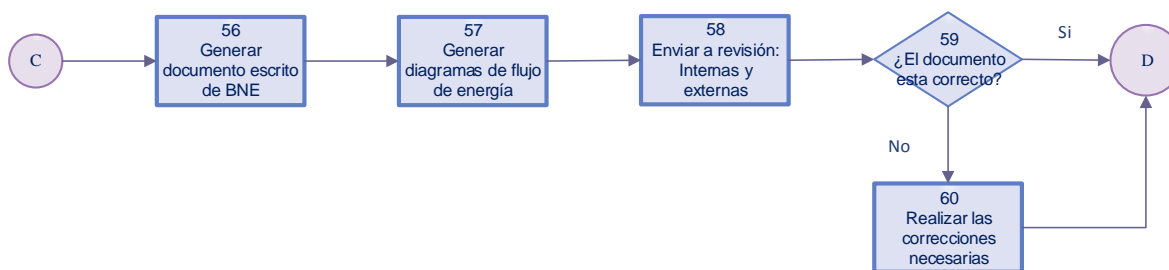 C
56
Generar
documento escrito
de BNE
57
Generar
diagramas de flujo
de energía
58
Enviar a revisión:
Internas y
externas
59
¿El documento
esta correcto?
Si
D
No
60
Realizar las
correcciones
necesarias